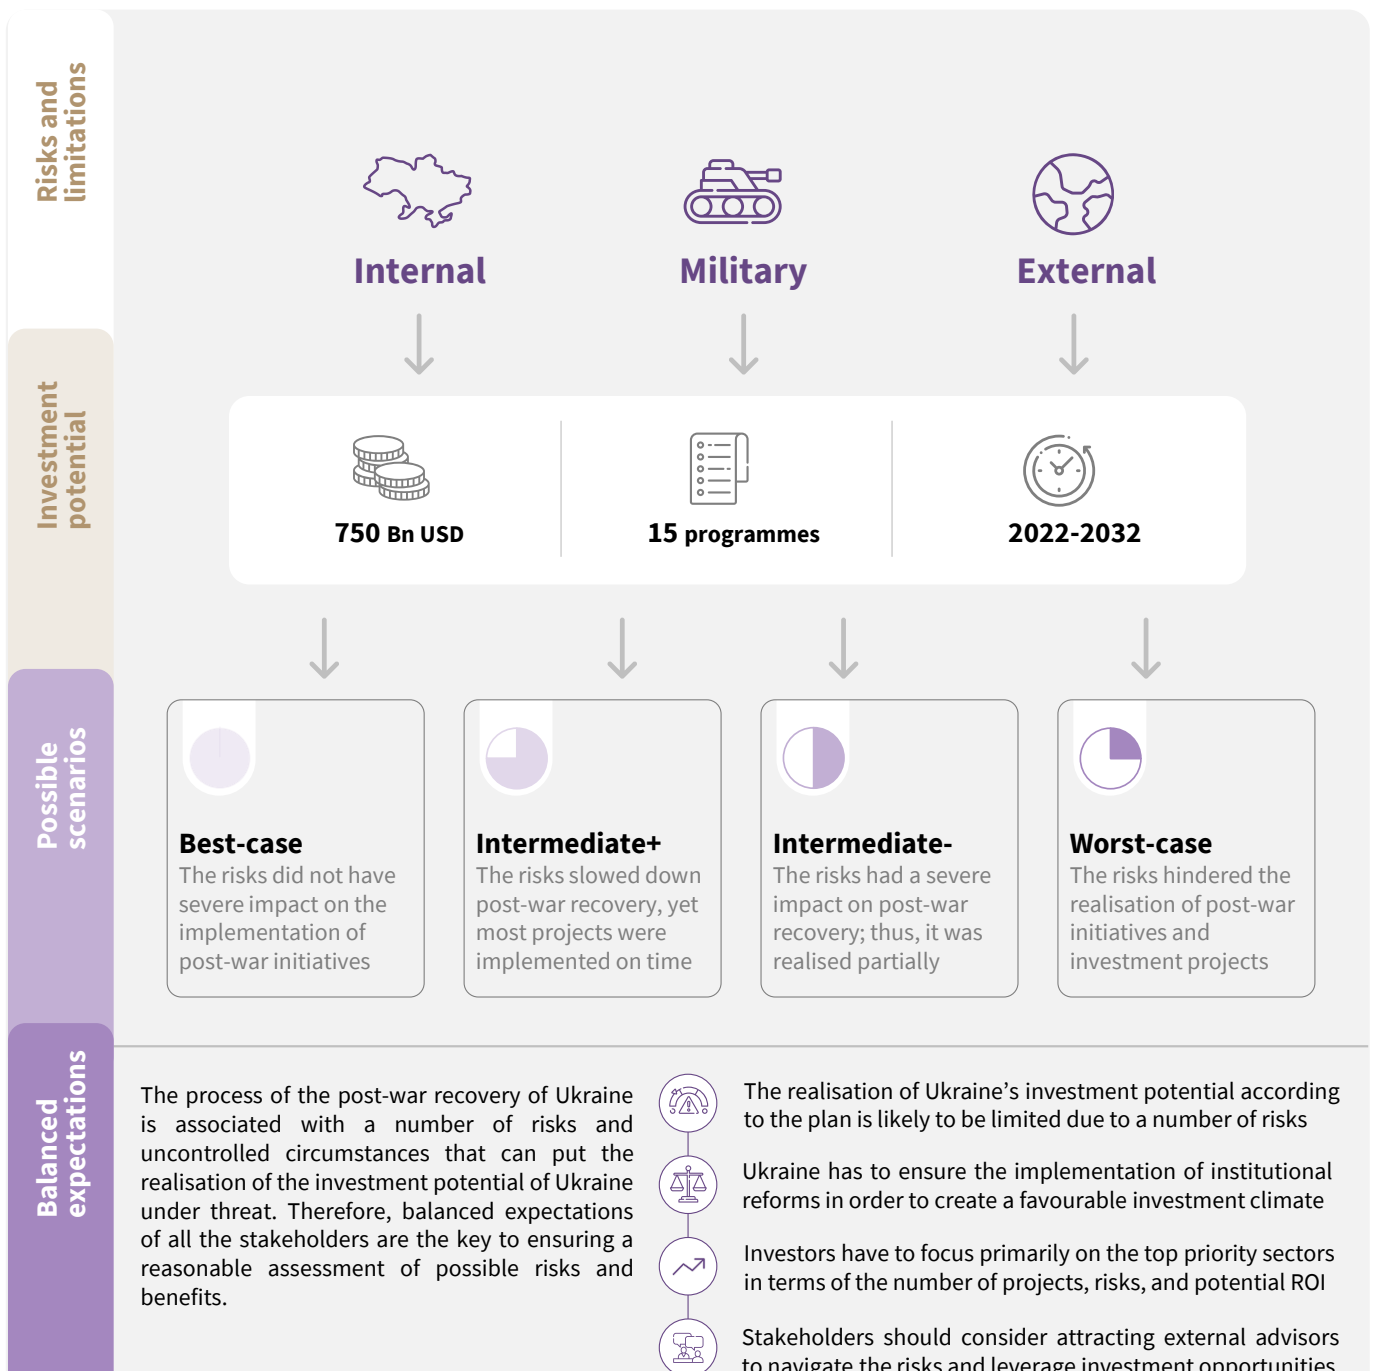 Risks and
limitations
Internal
Military
External
Investment
potential
750 Bn USD
15 programmes
2022-2032
Possible
scenarios
Best-case
The risks did not have
severe impact on the
implementation of
post-war initiatives
Intermediate+
The risks slowed down
post-war recovery, yet
most projects were
implemented on time
Intermediate-
The risks had a severe
impact on post-war
recovery; thus, it was
realised partially
Worst-case
The risks hindered the
realisation of post-war
initiatives and
investment projects
Balanced
expectations
The process of the post-war recovery of Ukraine
is associated with a number of risks and
uncontrolled circumstances that can put the
realisation of the investment potential of Ukraine
under threat. Therefore, balanced expectations
of all the stakeholders are the key to ensuring a
reasonable assessment of possible risks and
benefits.
The realisation of Ukraine’s investment potential according
to the plan is likely to be limited due to a number of risks
Ukraine has to ensure the implementation of institutional
reforms in order to create a favourable investment climate
Investors have to focus primarily on the top priority sectors
in terms of the number of projects, risks, and potential ROI
Stakeholders should consider attracting external advisors
to navigate the risks and leverage investment opportunities